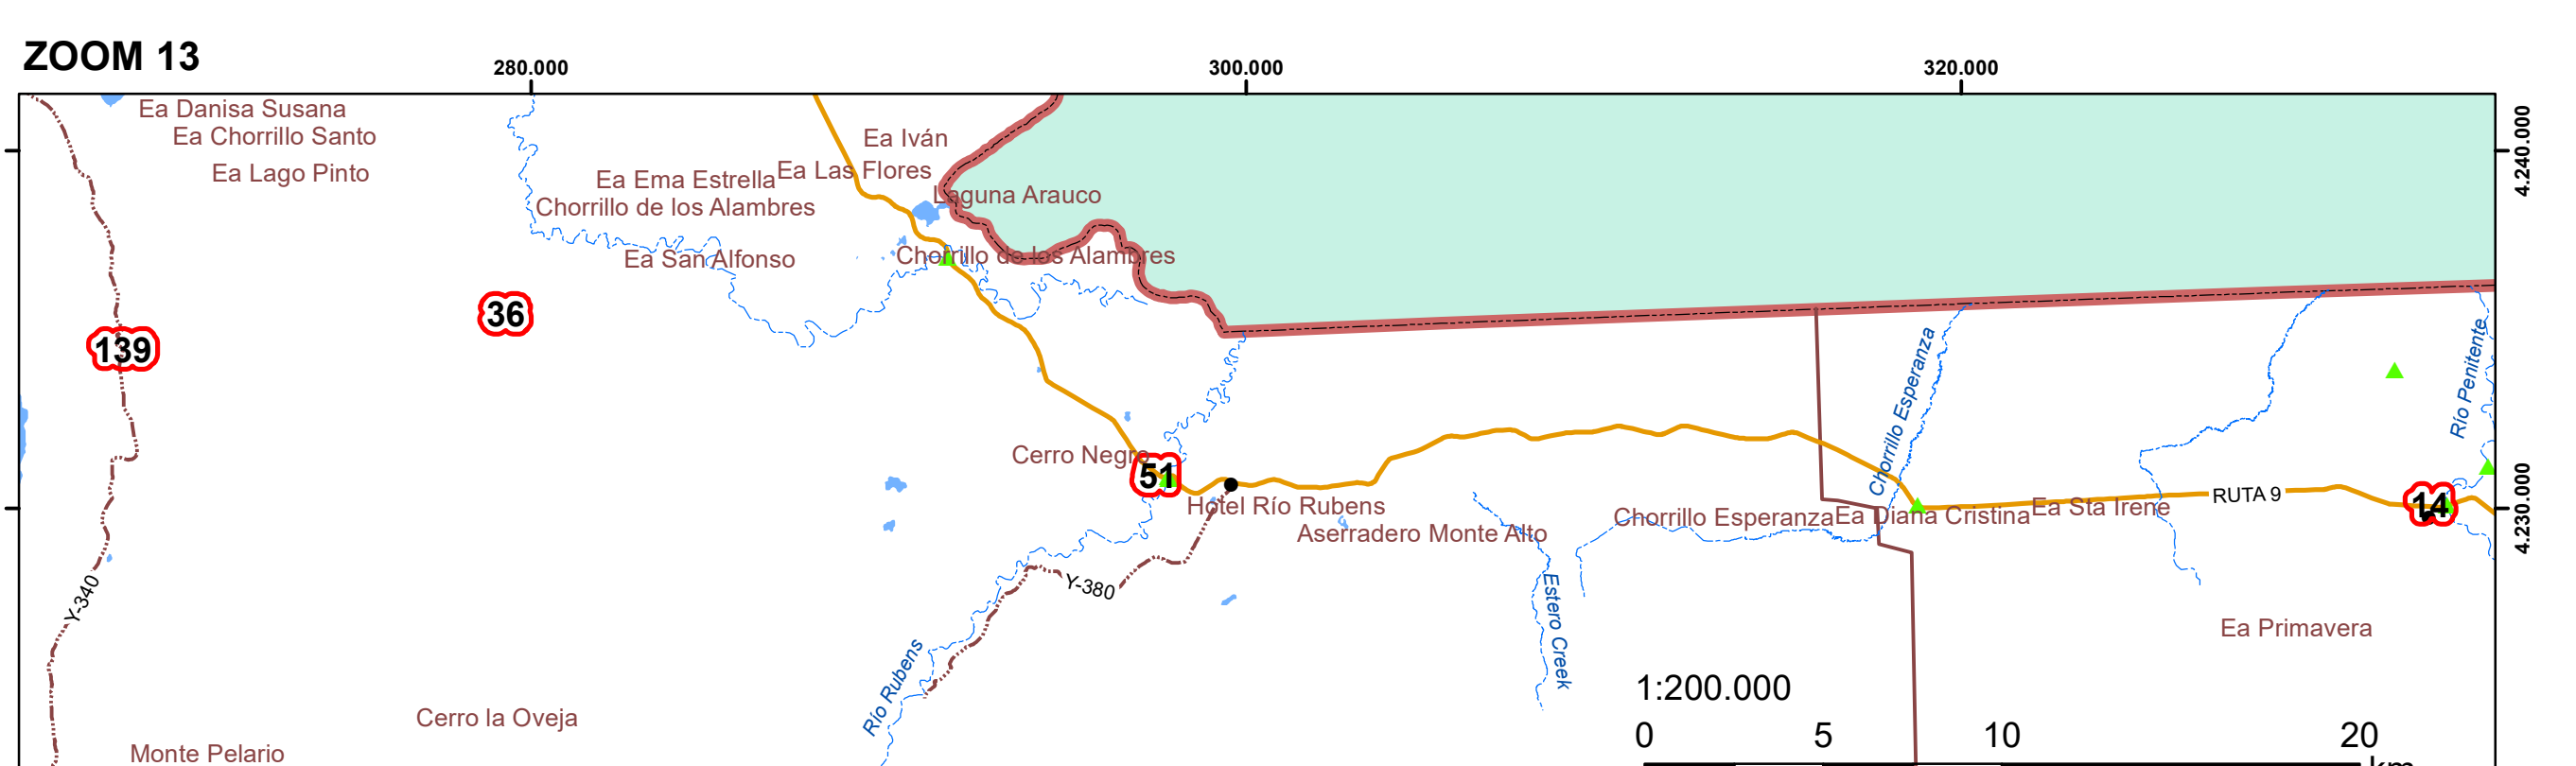 ZOOM 13
280.000
300.000
320.000
4.240.000
4.230.000
Ea Danisa Susana
Ea Chorrillo Santo
Ea Lago Pinto
Ea Iván
Ea Las Flores
Ea Ema Estrella
Chorrillo de los Alambres
Laguna Arauco
Ea San Alfonso
Chorrillo de los Alambres
36
139
Cerro Negro
51
Hotel Río Rubens
Aserradero Monte Alto
Chorrillo Esperanza
Chorrillo Esperanza
Ea Diana Cristina
Ea Sta Irene
RUTA 9
14
Río Penitente
Y-340
Y-380
Río Rubens
Estero Creek
Ea Primavera
Cerro la Oveja
Monte Pelario
1:200.000
0
5
10
20
km